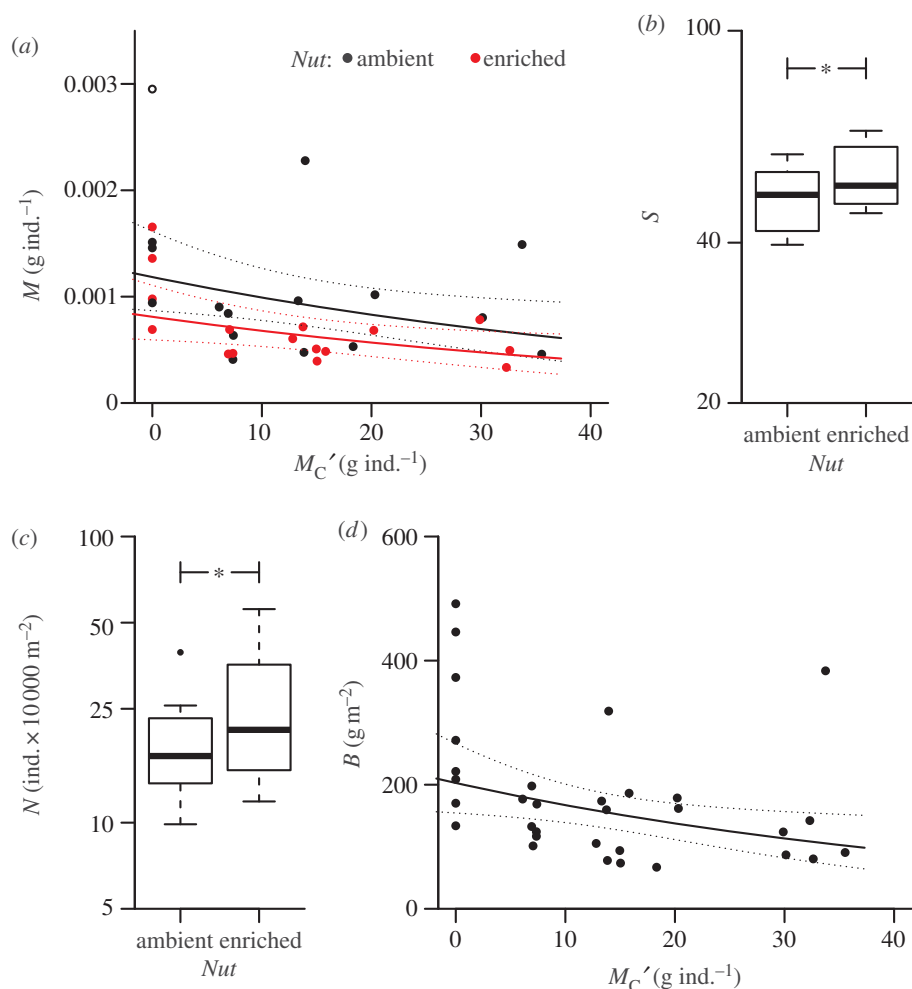 (a)
Nut: ambient enriched
0.003
0.002
0.001
0
M (g ind.⁻¹)
0 10 20 30 40
M_C′ (g ind.⁻¹)
(b)
100
40
20
S
*
ambient enriched
Nut
(c)
100
50
25
10
5
N (ind. × 10 000 m⁻²)
*
ambient enriched
Nut
(d)
600
400
200
0
B (g m⁻²)
0 10 20 30 40
M_C′ (g ind.⁻¹)